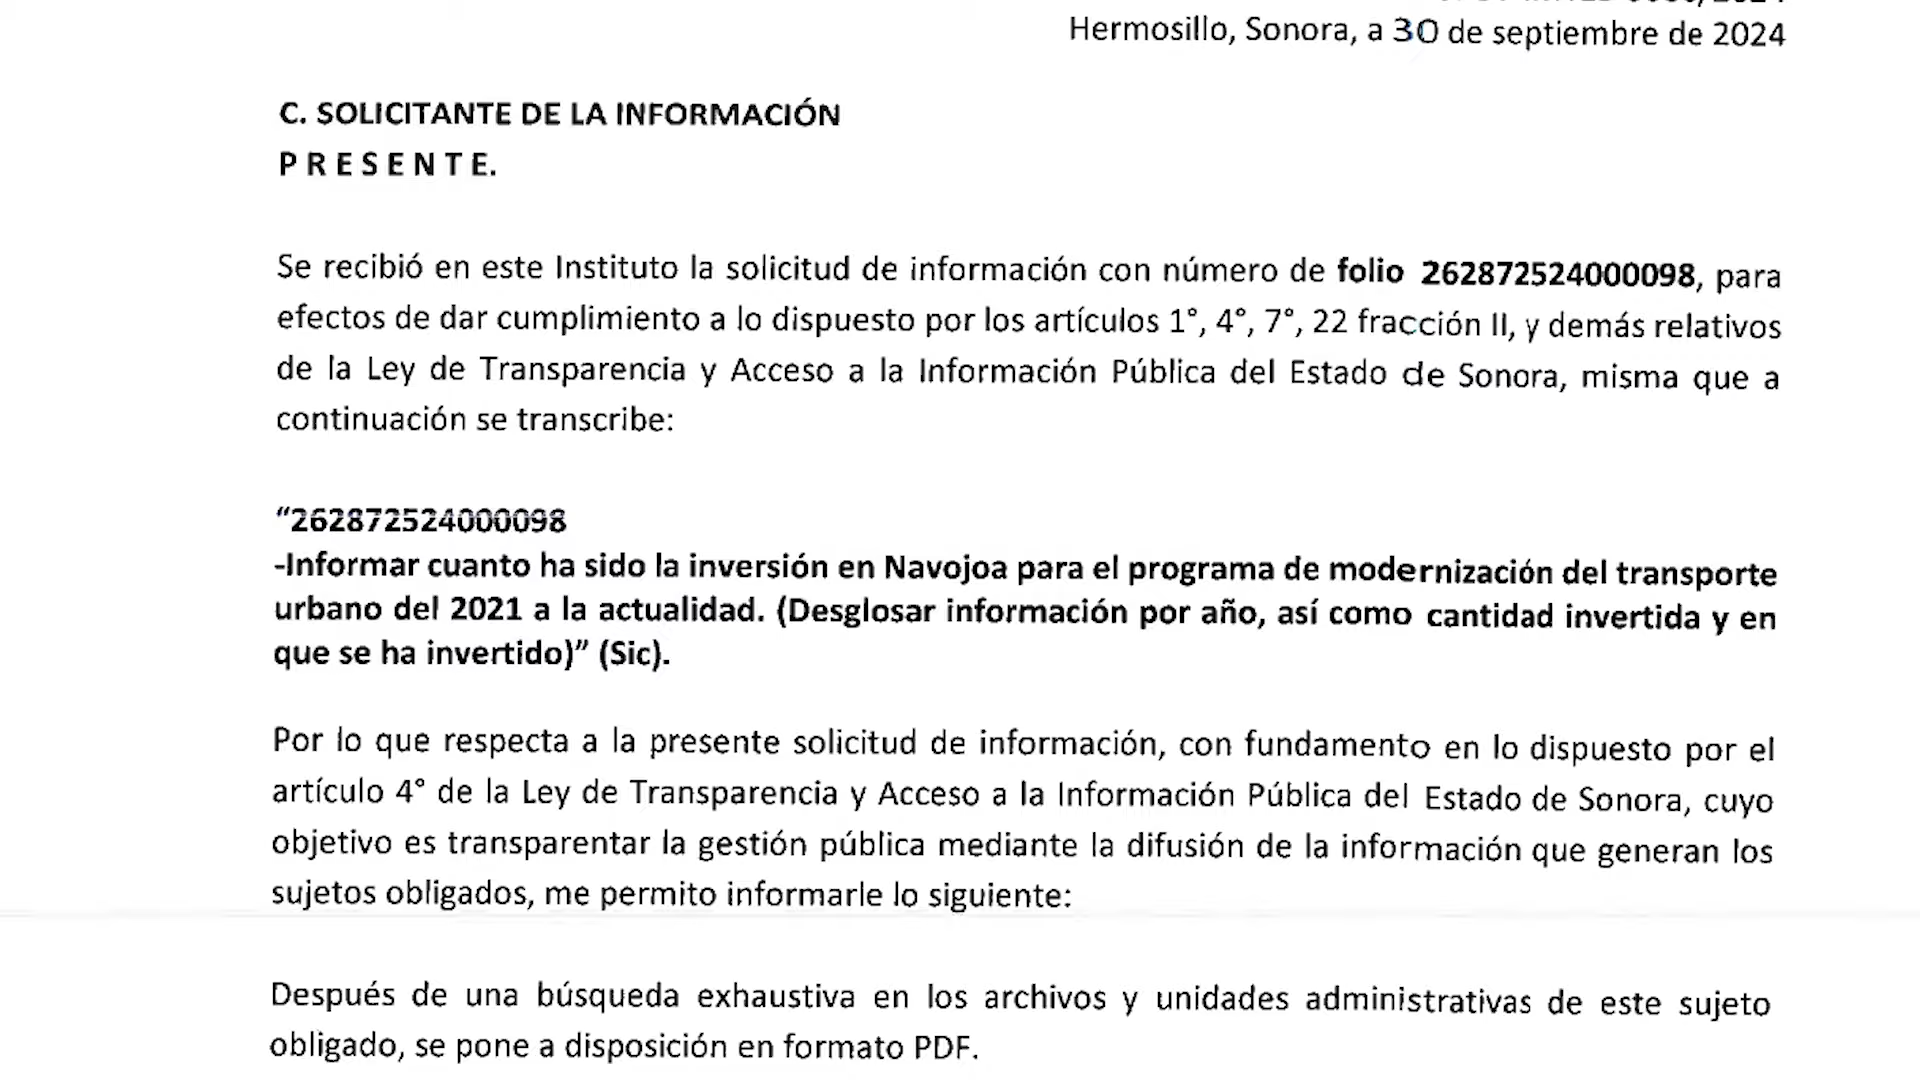 Hermosillo, Sonora, a 30 de septiembre de 2024
C. SOLICITANTE DE LA INFORMACIÓN
P R E S E N T E.
Se recibió en este Instituto la solicitud de información con número de folio 262872524000098, para
efectos de dar cumplimiento a lo dispuesto por los artículos 1°, 4°, 7°, 22 fracción II, y demás relativos
de la Ley de Transparencia y Acceso a la Información Pública del Estado de Sonora, misma que a
continuación se transcribe:
“262872524000098
-Informar cuanto ha sido la inversión en Navojoa para el programa de modernización del transporte
urbano del 2021 a la actualidad. (Desglosar información por año, así como cantidad invertida y en
que se ha invertido)” (Sic).
Por lo que respecta a la presente solicitud de información, con fundamento en lo dispuesto por el
artículo 4° de la Ley de Transparencia y Acceso a la Información Pública del Estado de Sonora, cuyo
objetivo es transparentar la gestión pública mediante la difusión de la información que generan los
sujetos obligados, me permito informarle lo siguiente:
Después de una búsqueda exhaustiva en los archivos y unidades administrativas de este sujeto
obligado, se pone a disposición en formato PDF.